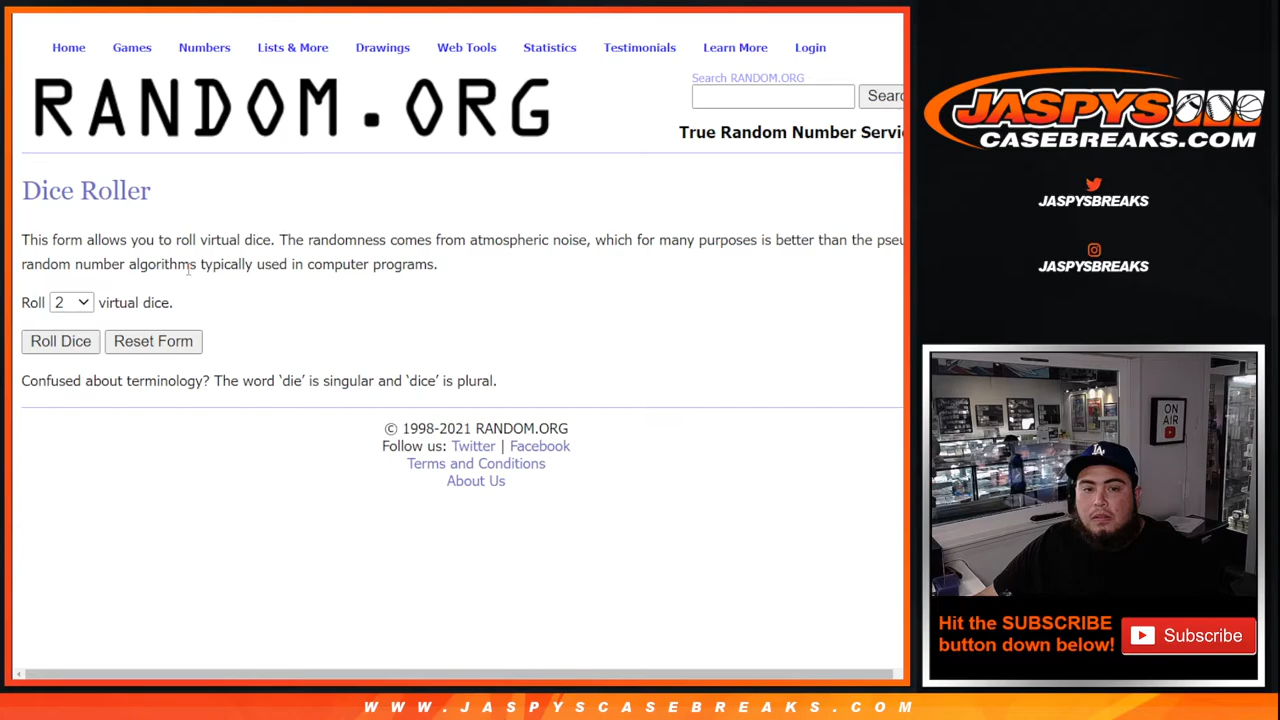 Home Games Numbers Lists & More Drawings Web Tools Statistics Testimonials Learn More Login
RANDOM.ORG
Search RANDOM.ORG
Searc
True Random Number Servi
Dice Roller
This form allows you to roll virtual dice. The randomness comes from atmospheric noise, which for many purposes is better than the pseu
random number algorithms typically used in computer programs.
Roll 2 virtual dice.
Roll Dice Reset Form
Confused about terminology? The word ‘die’ is singular and ‘dice’ is plural.
© 1998-2021 RANDOM.ORG
Follow us: Twitter | Facebook
Terms and Conditions
About Us
JASPYS
CASEBREAKS.COM
JASPYSBREAKS
JASPYSBREAKS
ON
AIR
LA
Hit the SUBSCRIBE
button down below!
Subscribe
WWW.JASPYSCASEBREAKS.COM